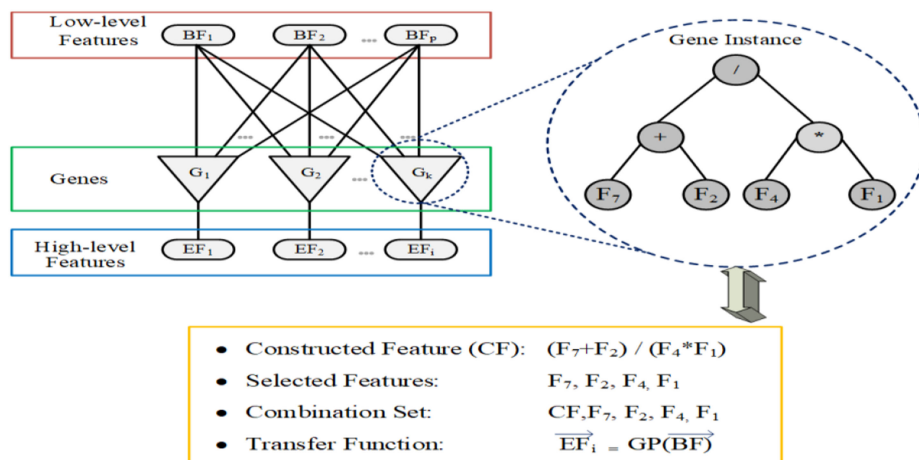 Low-level
Features
BF₁ BF₂ ... BFₚ
... ... ...
Genes
G₁ G₂ ... Gₖ
High-level
Features
EF₁ EF₂ ... EFᵢ
Gene Instance
/
+ *
F₇ F₂ F₄ F₁
• Constructed Feature (CF): (F₇+F₂) / (F₄*F₁)
• Selected Features: F₇, F₂, F₄, F₁
• Combination Set: CF,F₇, F₂, F₄, F₁
• Transfer Function: E⃗F⃗ᵢ = GP(B⃗F⃗)